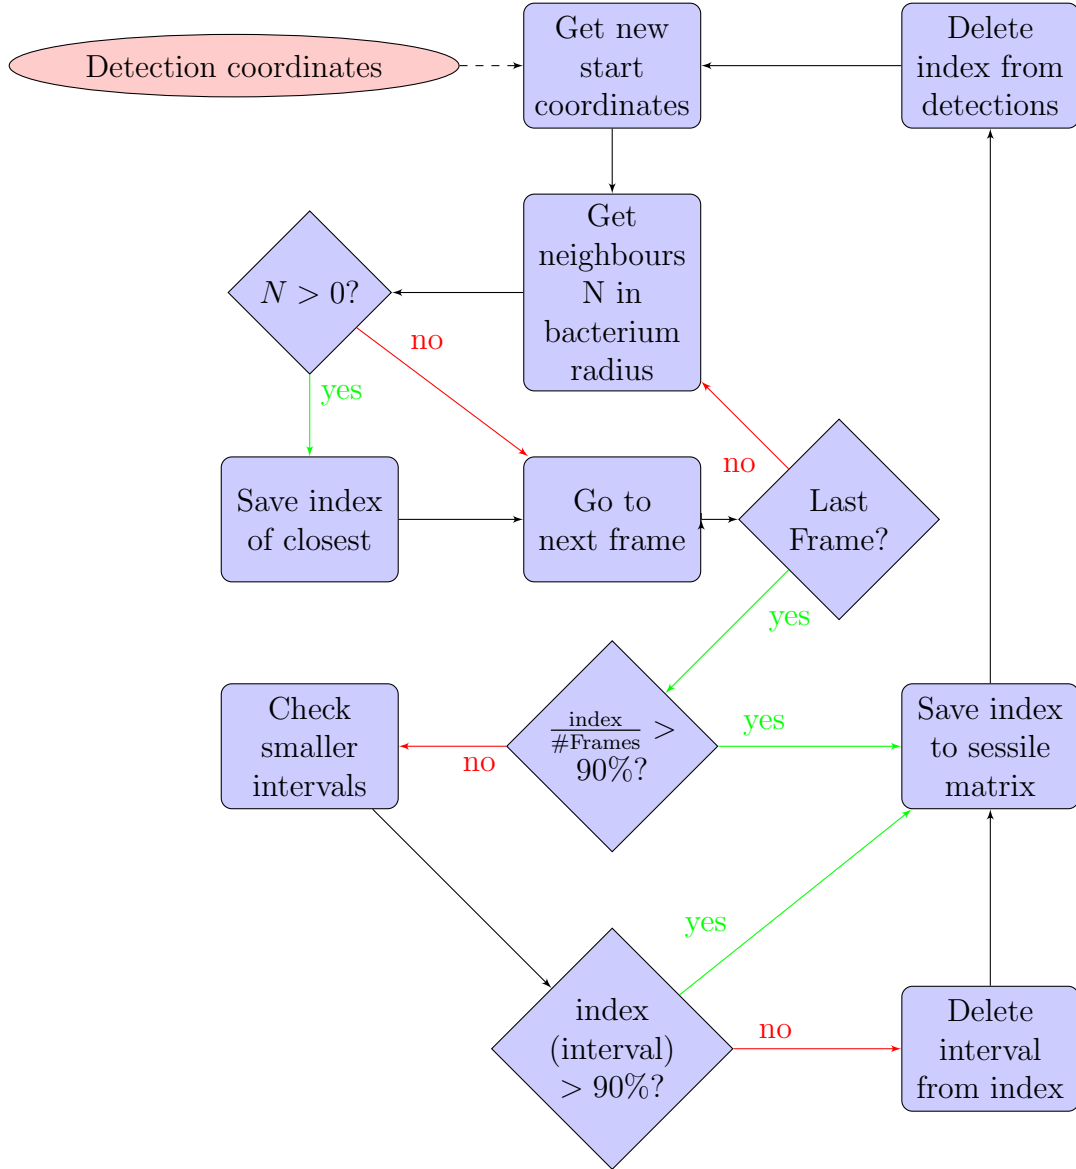 Detection coordinates
Get new
start
coordinates
Delete
index from
detections
Get
neighbours
N in
bacterium
radius
N > 0?
no
yes
Save index
of closest
Go to
next frame
no
Last
Frame?
yes
Check
smaller
intervals
no
index/#Frames >
90%?
yes
Save index
to sessile
matrix
yes
index
(interval)
> 90%?
no
Delete
interval
from index